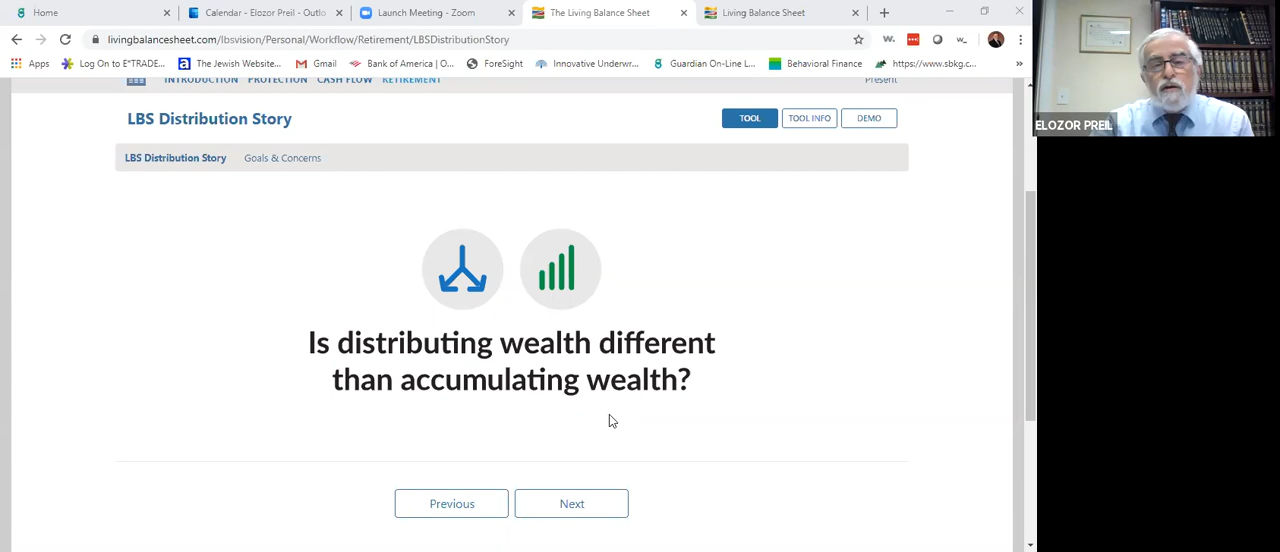 Home
Calendar - Elozor Preil - Outlo
Launch Meeting - Zoom
The Living Balance Sheet
Living Balance Sheet
livingbalancesheet.com/lbsvision/Personal/Workflow/Retirement/LBSDistributionStory
Apps
Log On to E*TRADE...
The Jewish Website...
Gmail
Bank of America | O...
ForeSight
Innovative Underwr...
Guardian On-Line L...
Behavioral Finance
https://www.sbkg.c...
»
INTRODUCTION PROTECTION CASH FLOW RETIREMENT
Present
LBS Distribution Story
TOOL TOOL INFO DEMO
LBS Distribution Story Goals & Concerns
Is distributing wealth different
than accumulating wealth?
Previous Next
ELOZOR PREIL